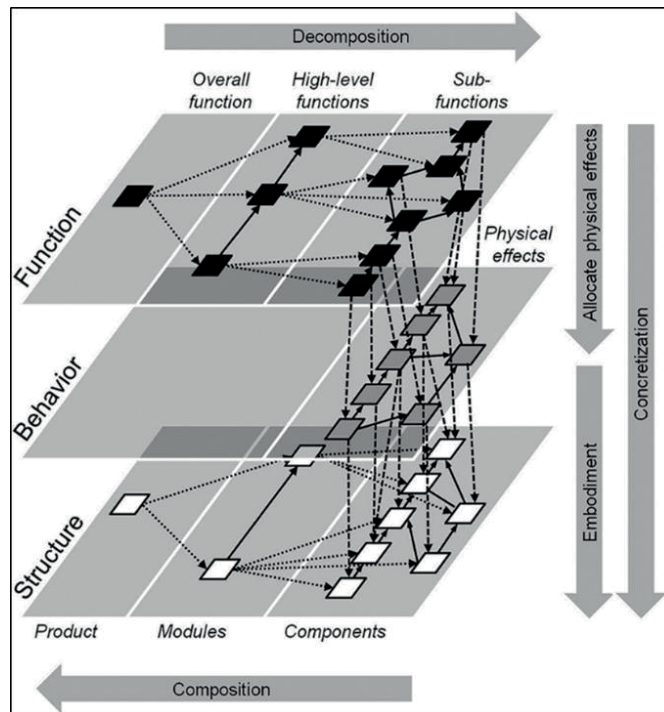 Decomposition
Overall
function
High-level
functions
Sub-
functions
Function
Physical
effects
Allocate physical effects
Concretization
Behavior
Embodiment
Structure
Product
Modules
Components
Composition